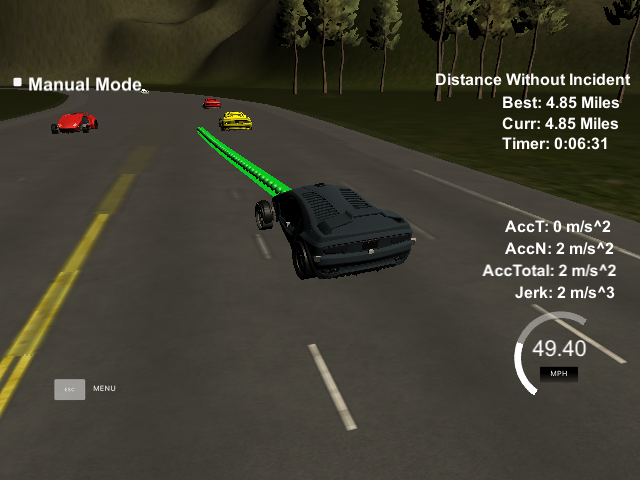 Manual Mode
Distance Without Incident
Best: 4.85 Miles
Curr: 4.85 Miles
Timer: 0:06:31
AccT: 0 m/s^2
AccN: 2 m/s^2
AccTotal: 2 m/s^2
Jerk: 2 m/s^3
49.40
MPH
ESC MENU